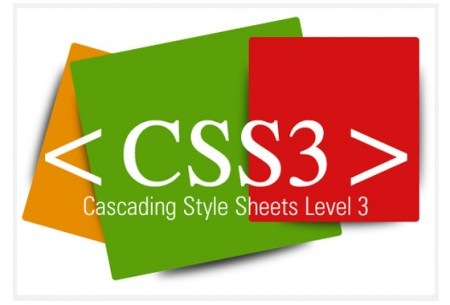 < CSS3 >
Cascading Style Sheets Level 3